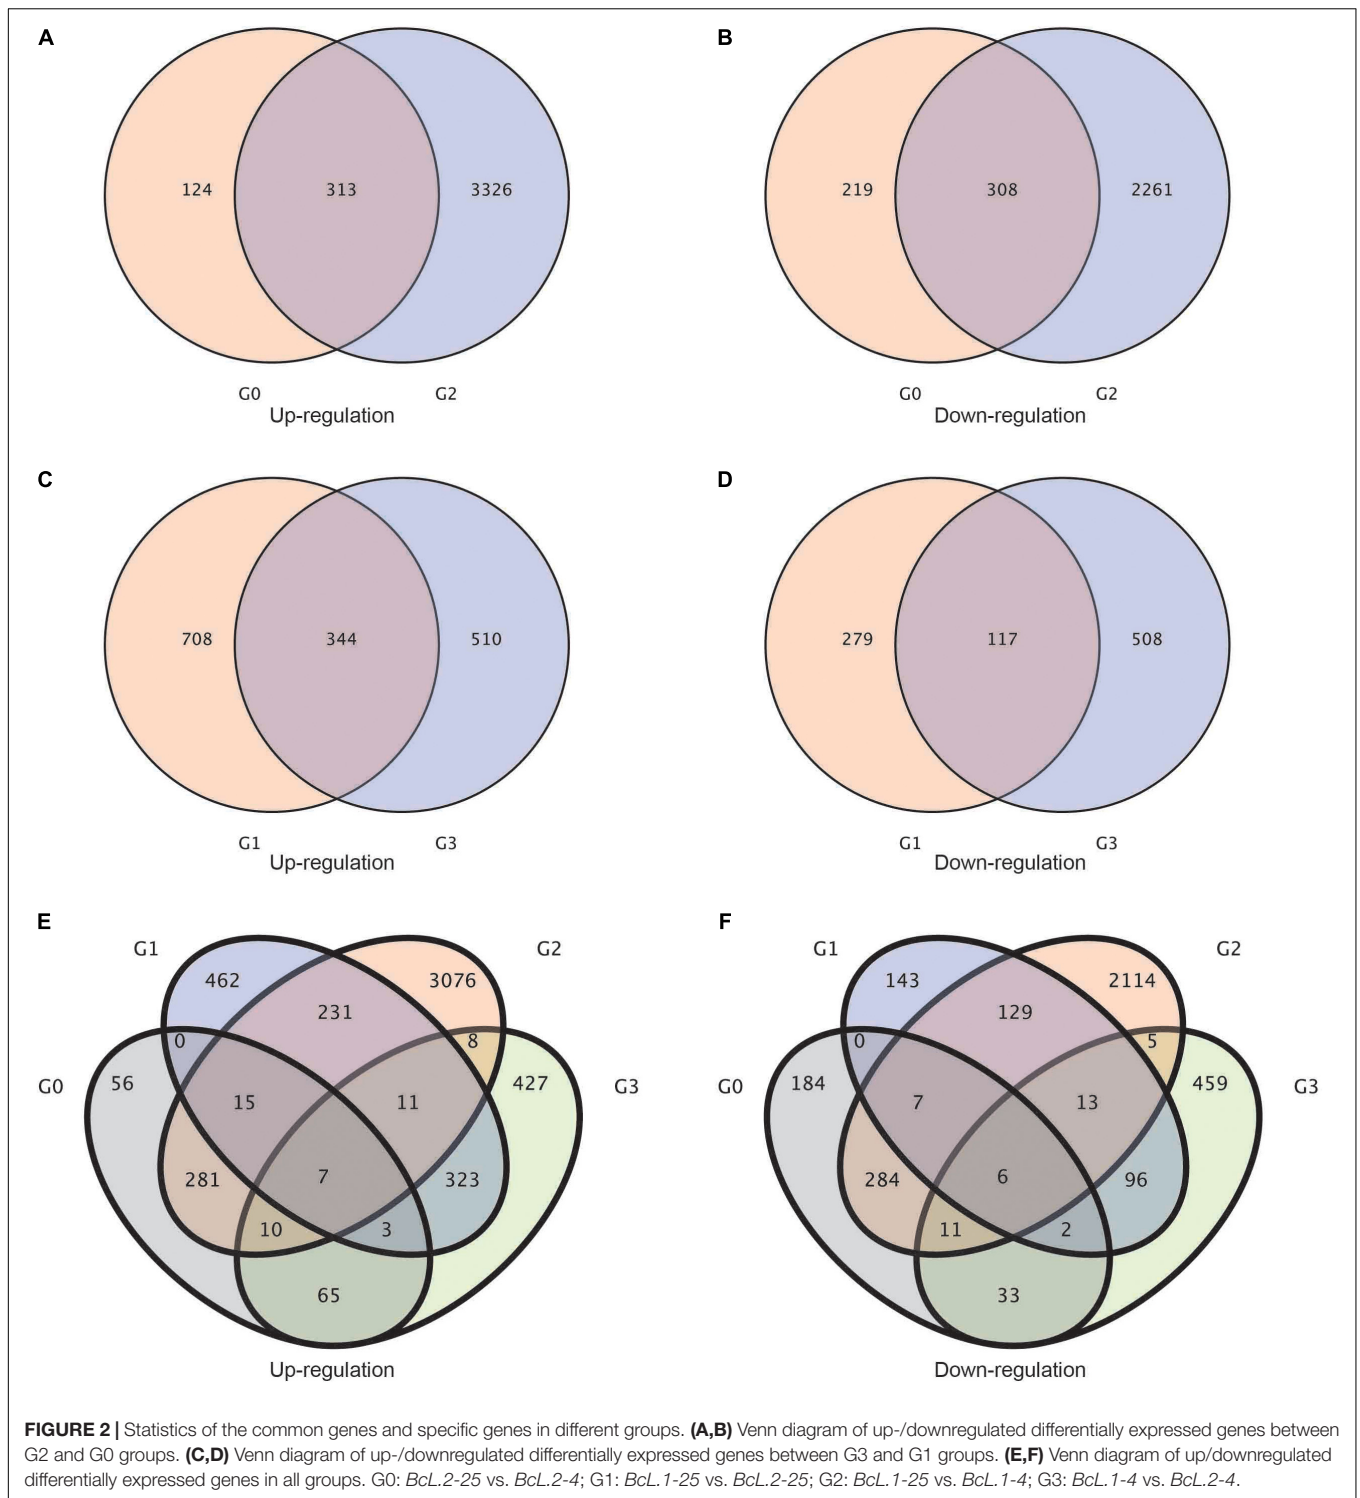 A
124
313
3326
G0
G2
Up-regulation
B
219
308
2261
G0
G2
Down-regulation
C
708
344
510
G1
G3
Up-regulation
D
279
117
508
G1
G3
Down-regulation
E
G1
G2
462
3076
231
0
8
G0
56
427
G3
15
11
281
7
323
10
3
65
Up-regulation
F
G1
G2
143
2114
129
0
5
G0
184
459
G3
7
13
284
6
96
11
2
33
Down-regulation
FIGURE 2 | Statistics of the common genes and specific genes in different groups. (A,B) Venn diagram of up-/downregulated differentially expressed genes between
G2 and G0 groups. (C,D) Venn diagram of up-/downregulated differentially expressed genes between G3 and G1 groups. (E,F) Venn diagram of up/downregulated
differentially expressed genes in all groups. G0: BcL.2-25 vs. BcL.2-4; G1: BcL.1-25 vs. BcL.2-25; G2: BcL.1-25 vs. BcL.1-4; G3: BcL.1-4 vs. BcL.2-4.